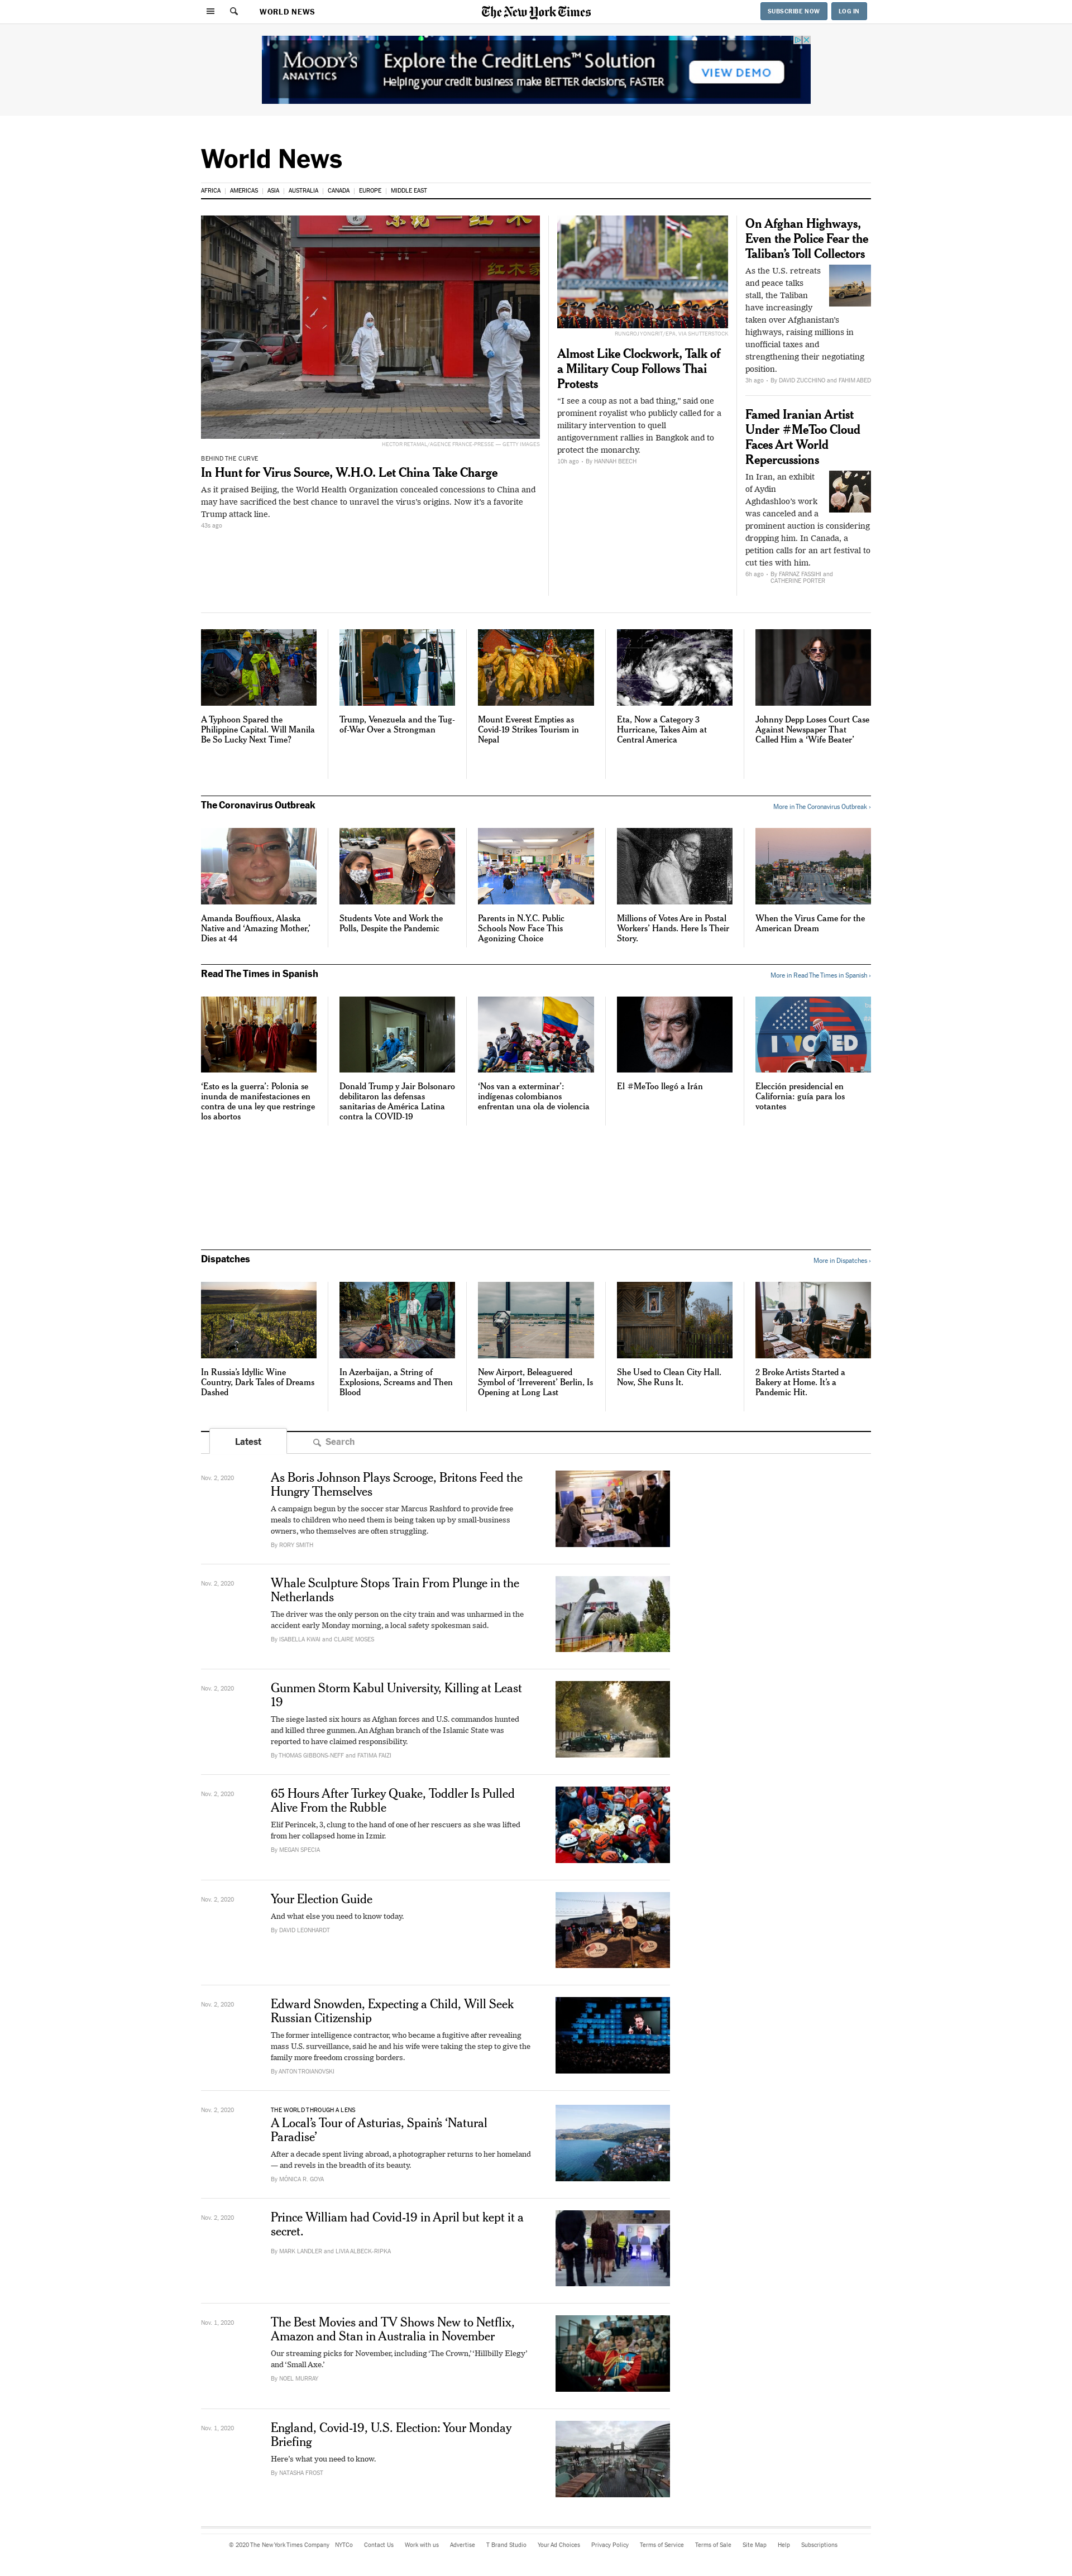 WORLD NEWS
The New York Times
SUBSCRIBE NOW
LOG IN
MOODY'S
ANALYTICS
Explore the CreditLens™ Solution
Helping your credit business make BETTER decisions, FASTER
VIEW DEMO
World News
AFRICA | AMERICAS | ASIA | AUSTRALIA | CANADA | EUROPE | MIDDLE EAST
HECTOR RETAMAL/AGENCE FRANCE-PRESSE — GETTY IMAGES
BEHIND THE CURVE
In Hunt for Virus Source, W.H.O. Let China Take Charge
As it praised Beijing, the World Health Organization concealed concessions to China and
may have sacrificed the best chance to unravel the virus's origins. Now it's a favorite
Trump attack line.
43s ago
RUNGROJ YONGRIT/EPA, VIA SHUTTERSTOCK
Almost Like Clockwork, Talk of
a Military Coup Follows Thai
Protests
“I see a coup as not a bad thing,” said one
prominent royalist who publicly called for a
military intervention to quell
antigovernment rallies in Bangkok and to
protect the monarchy.
10h ago - By HANNAH BEECH
On Afghan Highways,
Even the Police Fear the
Taliban’s Toll Collectors
As the U.S. retreats
and peace talks
stall, the Taliban
have increasingly
taken over Afghanistan’s
highways, raising millions in
unofficial taxes and
strengthening their negotiating
position.
3h ago - By DAVID ZUCCHINO and FAHIM ABED
Famed Iranian Artist
Under #MeToo Cloud
Faces Art World
Repercussions
In Iran, an exhibit
of Aydin
Aghdashloo’s work
was canceled and a
prominent auction is considering
dropping him. In Canada, a
petition calls for an art festival to
cut ties with him.
6h ago - By FARNAZ FASSIHI and
CATHERINE PORTER
A Typhoon Spared the
Philippine Capital. Will Manila
Be So Lucky Next Time?
Trump, Venezuela and the Tug-
of-War Over a Strongman
Mount Everest Empties as
Covid-19 Strikes Tourism in
Nepal
Eta, Now a Category 3
Hurricane, Takes Aim at
Central America
Johnny Depp Loses Court Case
Against Newspaper That
Called Him a ‘Wife Beater’
The Coronavirus Outbreak
More in The Coronavirus Outbreak ›
Amanda Bouffioux, Alaska
Native and ‘Amazing Mother,’
Dies at 44
Students Vote and Work the
Polls, Despite the Pandemic
Parents in N.Y.C. Public
Schools Now Face This
Agonizing Choice
Millions of Votes Are in Postal
Workers’ Hands. Here Is Their
Story.
When the Virus Came for the
American Dream
Read The Times in Spanish
More in Read The Times in Spanish ›
‘Esto es la guerra’: Polonia se
inunda de manifestaciones en
contra de una ley que restringe
los abortos
Donald Trump y Jair Bolsonaro
debilitaron las defensas
sanitarias de América Latina
contra la COVID-19
‘Nos van a exterminar’:
indígenas colombianos
enfrentan una ola de violencia
El #MeToo llegó a Irán
I VOTED
Elección presidencial en
California: guía para los
votantes
Dispatches
More in Dispatches ›
In Russia’s Idyllic Wine
Country, Dark Tales of Dreams
Dashed
In Azerbaijan, a String of
Explosions, Screams and Then
Blood
New Airport, Beleaguered
Symbol of ‘Irreverent’ Berlin, Is
Opening at Long Last
She Used to Clean City Hall.
Now, She Runs It.
2 Broke Artists Started a
Bakery at Home. It’s a
Pandemic Hit.
Latest
Search
Nov. 2, 2020
As Boris Johnson Plays Scrooge, Britons Feed the
Hungry Themselves
A campaign begun by the soccer star Marcus Rashford to provide free
meals to children who need them is being taken up by small-business
owners, who themselves are often struggling.
By RORY SMITH
Nov. 2, 2020
Whale Sculpture Stops Train From Plunge in the
Netherlands
The driver was the only person on the city train and was unharmed in the
accident early Monday morning, a local safety spokesman said.
By ISABELLA KWAI and CLAIRE MOSES
Nov. 2, 2020
Gunmen Storm Kabul University, Killing at Least
19
The siege lasted six hours as Afghan forces and U.S. commandos hunted
and killed three gunmen. An Afghan branch of the Islamic State was
reported to have claimed responsibility.
By THOMAS GIBBONS-NEFF and FATIMA FAIZI
Nov. 2, 2020
65 Hours After Turkey Quake, Toddler Is Pulled
Alive From the Rubble
Elif Perincek, 3, clung to the hand of one of her rescuers as she was lifted
from her collapsed home in Izmir.
By MEGAN SPECIA
Nov. 2, 2020
Your Election Guide
And what else you need to know today.
By DAVID LEONHARDT
Nov. 2, 2020
Edward Snowden, Expecting a Child, Will Seek
Russian Citizenship
The former intelligence contractor, who became a fugitive after revealing
mass U.S. surveillance, said he and his wife were taking the step to give the
family more freedom crossing borders.
By ANTON TROIANOVSKI
Nov. 2, 2020
THE WORLD THROUGH A LENS
A Local’s Tour of Asturias, Spain’s ‘Natural
Paradise’
After a decade spent living abroad, a photographer returns to her homeland
— and revels in the breadth of its beauty.
By MÓNICA R. GOYA
Nov. 2, 2020
Prince William had Covid-19 in April but kept it a
secret.
By MARK LANDLER and LIVIA ALBECK-RIPKA
Nov. 1, 2020
The Best Movies and TV Shows New to Netflix,
Amazon and Stan in Australia in November
Our streaming picks for November, including ‘The Crown,’ ‘Hillbilly Elegy’
and ‘Small Axe.’
By NOEL MURRAY
Nov. 1, 2020
England, Covid-19, U.S. Election: Your Monday
Briefing
Here’s what you need to know.
By NATASHA FROST
© 2020 The New York Times Company NYTCo Contact Us Work with us Advertise T Brand Studio Your Ad Choices Privacy Policy Terms of Service Terms of Sale Site Map Help Subscriptions